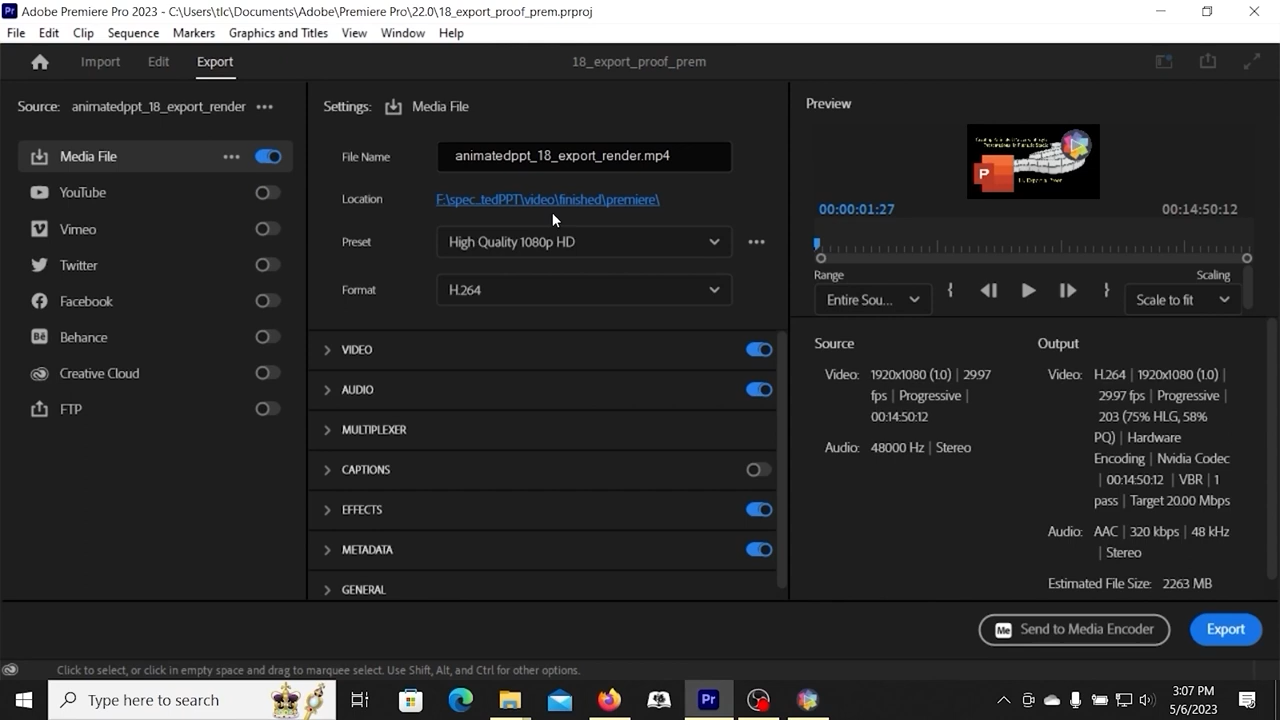 Adobe Premiere Pro 2023 - C:\Users\tlc\Documents\Adobe\Premiere Pro\22.0\18_export_proof_prem.prproj
File Edit Clip Sequence Markers Graphics and Titles View Window Help
Import Edit Export 18_export_proof_prem
Source: animatedppt_18_export_render
Media File
YouTube
Vimeo
Twitter
Facebook
Behance
Creative Cloud
FTP
Settings: Media File
File Name animatedppt_18_export_render.mp4
Location F:\spec...tedPPT\video\finished\premiere\
Preset High Quality 1080p HD
Format H.264
VIDEO
AUDIO
MULTIPLEXER
CAPTIONS
EFFECTS
METADATA
GENERAL
Preview
P
00:00:01:27 00:14:50:12
Range Scaling
Entire Sou... Scale to fit
Source
Video: 1920x1080 (1.0) | 29.97
fps | Progressive |
00:14:50:12
Audio: 48000 Hz | Stereo
Output
Video: H.264 | 1920x1080 (1.0) |
29.97 fps | Progressive |
203 (75% HLG, 58%
PQ) | Hardware
Encoding | Nvidia Codec
| 00:14:50:12 | VBR | 1
pass | Target 20.00 Mbps
Audio: AAC | 320 kbps | 48 kHz
| Stereo
Estimated File Size: 2263 MB
Me Send to Media Encoder Export
Click to select, or click in empty space and drag to marquee select. Use Shift, Alt, and Ctrl for other options.
Type here to search
Pr
3:07 PM
5/6/2023